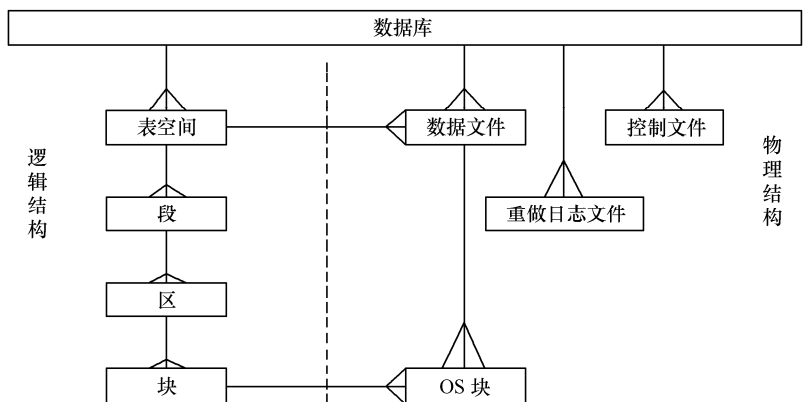 数据库
表空间
数据文件
控制文件
逻辑结构
物理结构
段
重做日志文件
区
块
OS 块